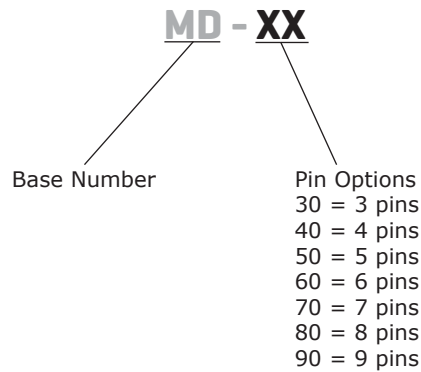 MD - XX
Base Number
Pin Options
30 = 3 pins
40 = 4 pins
50 = 5 pins
60 = 6 pins
70 = 7 pins
80 = 8 pins
90 = 9 pins